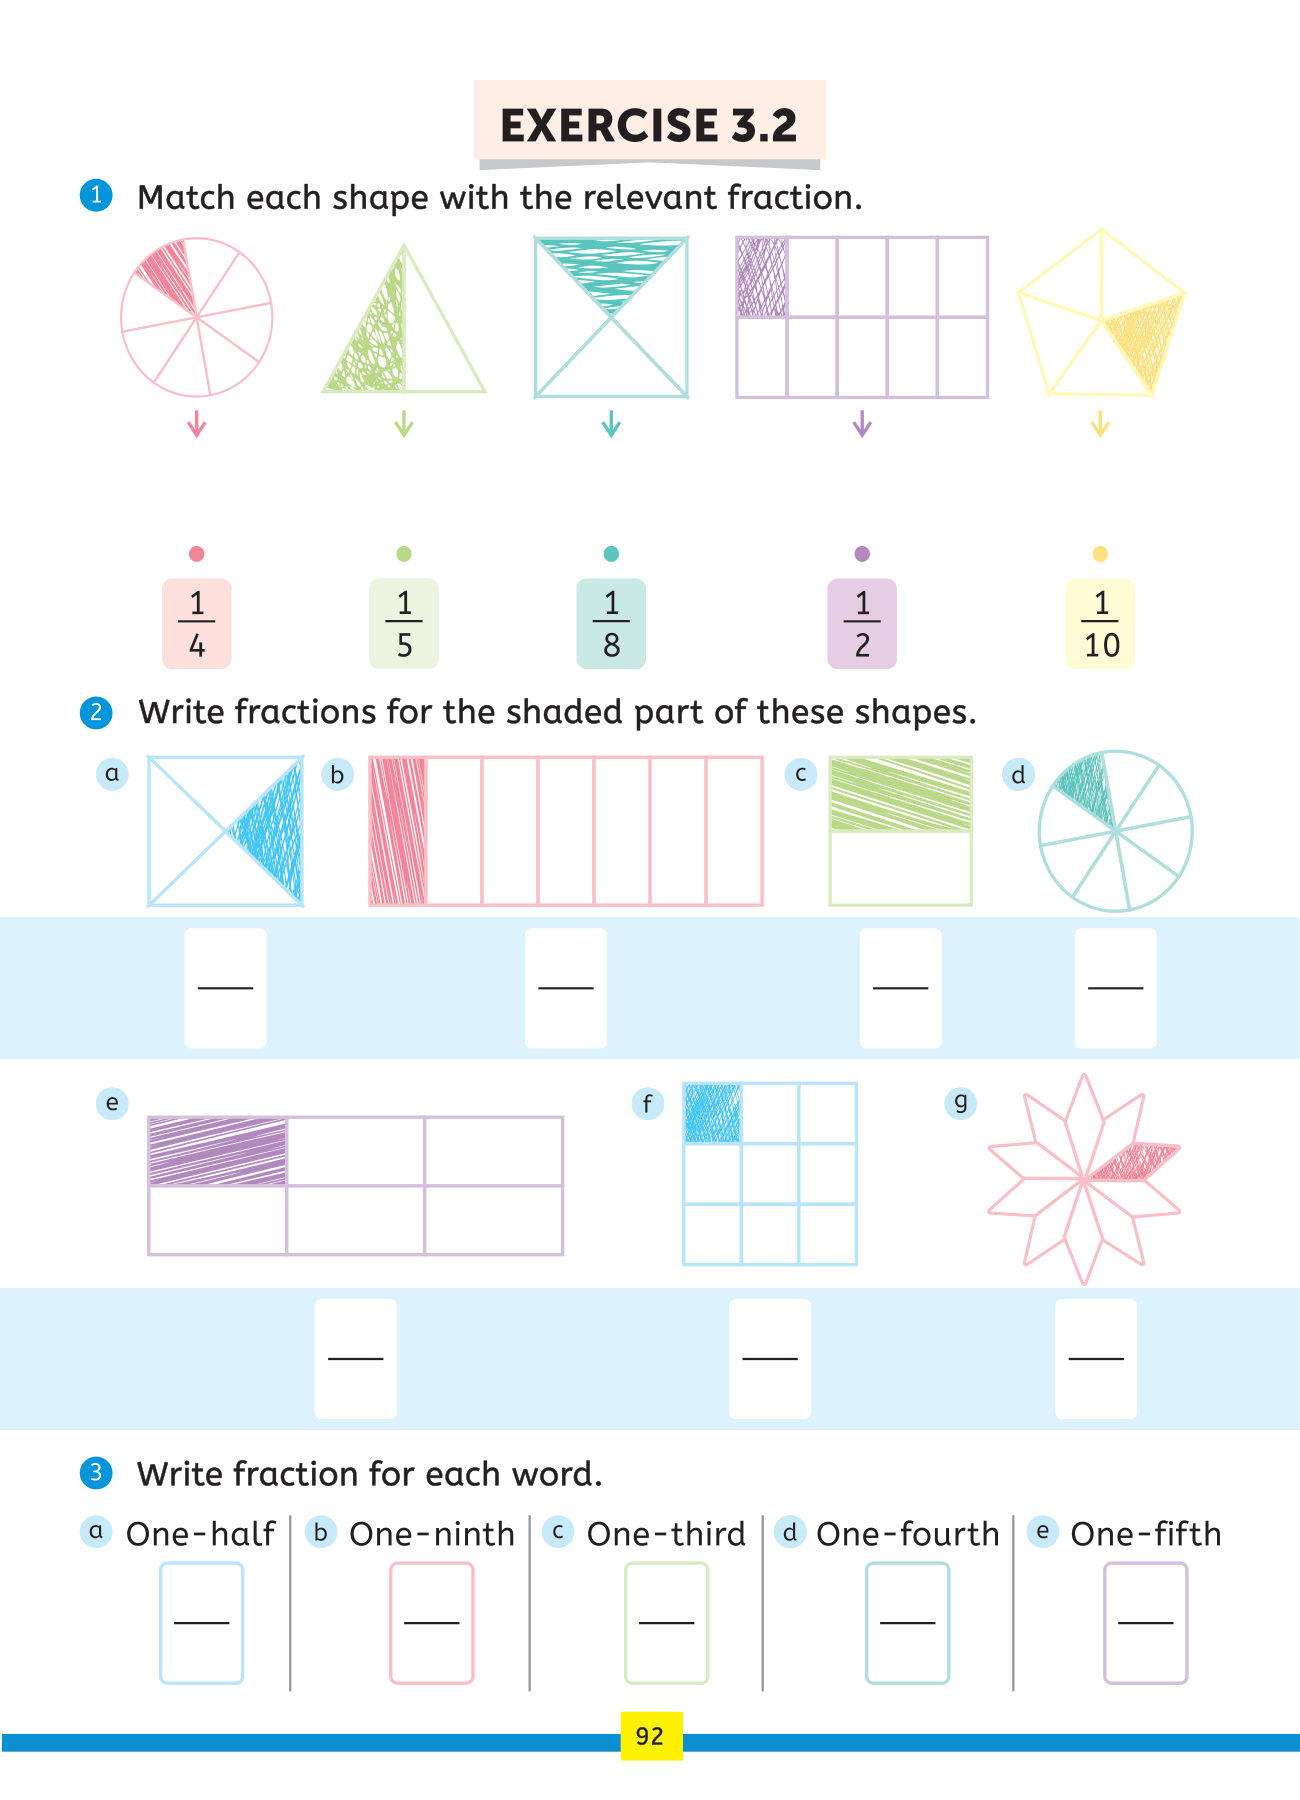 EXERCISE 3.2
1 Match each shape with the relevant fraction.
1/4 1/5 1/8 1/2 1/10
2 Write fractions for the shaded part of these shapes.
a b c d
e f g
3 Write fraction for each word.
a One-half b One-ninth c One-third d One-fourth e One-fifth
92